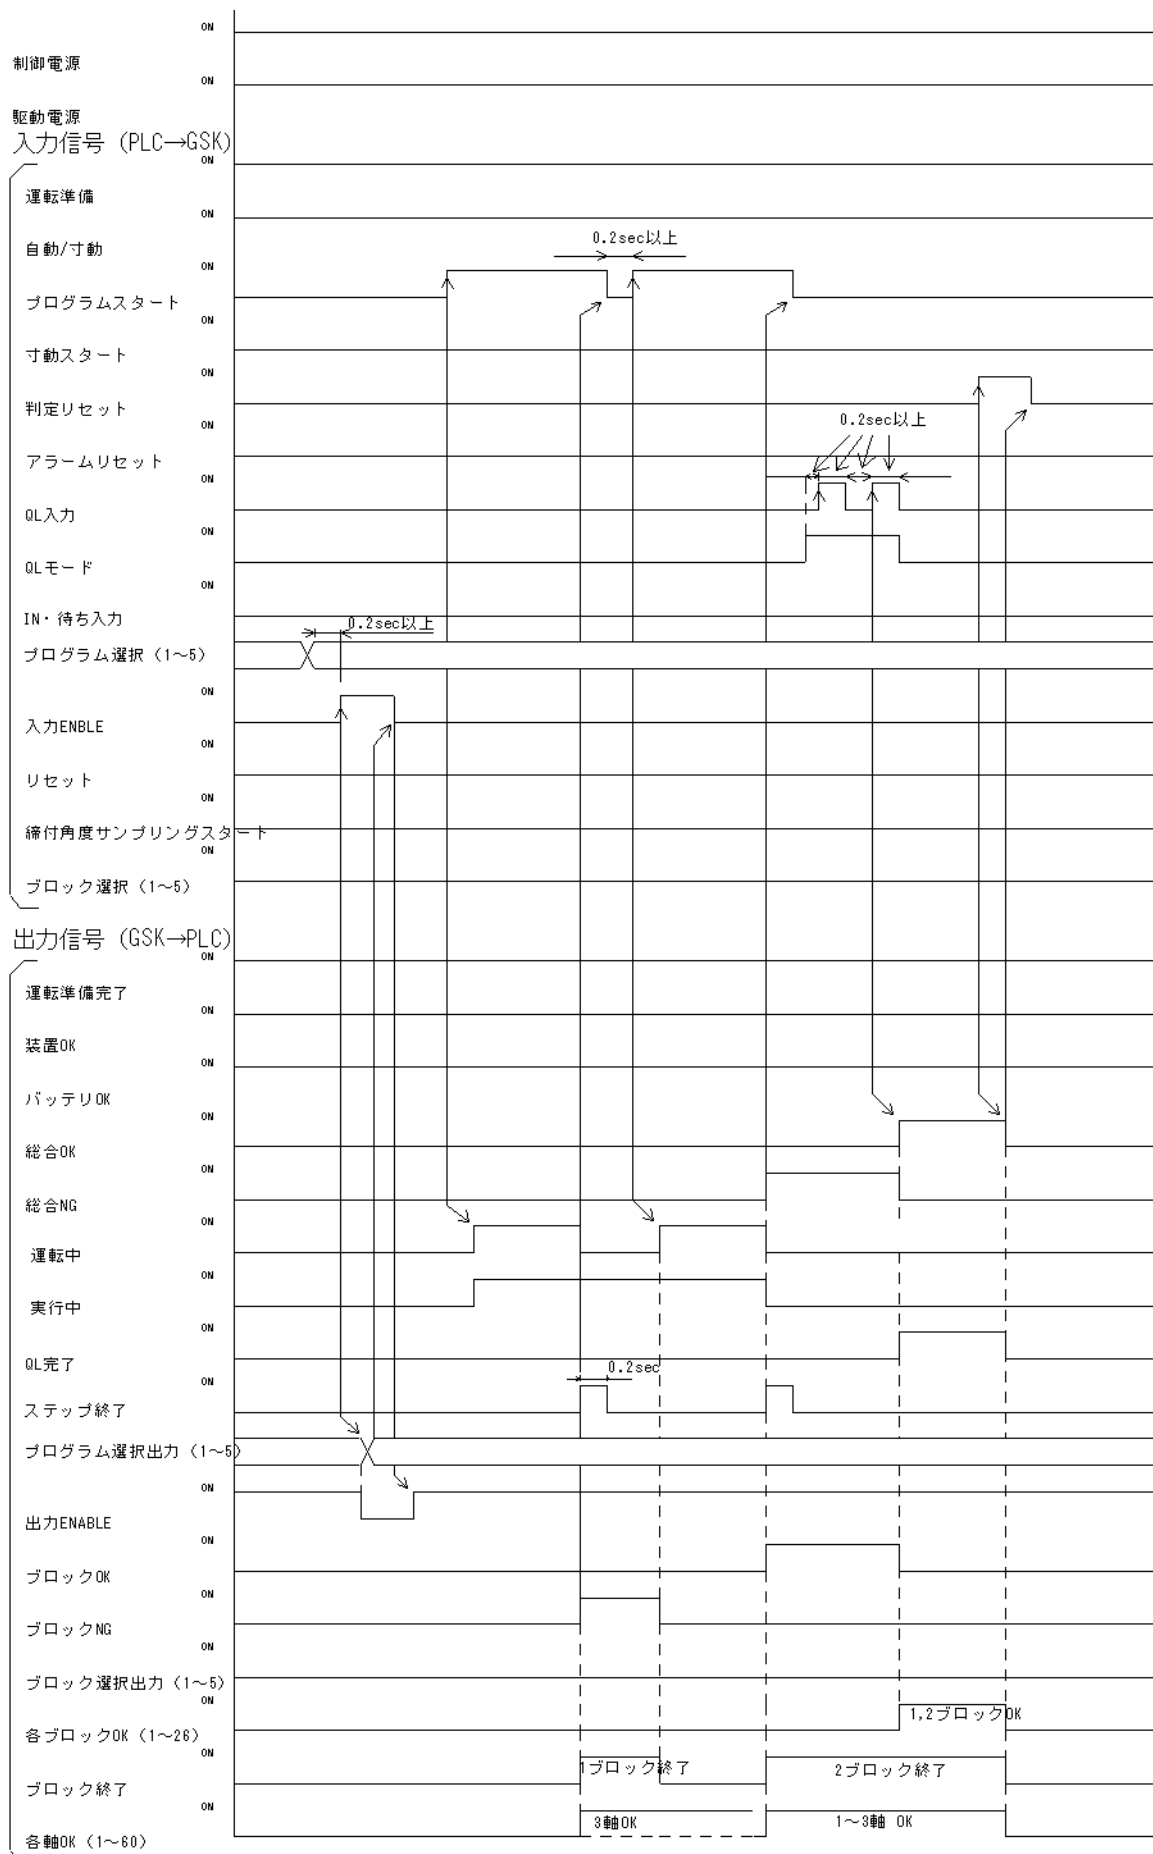 ON
制御電源
ON
駆動電源
入力信号 (PLC→GSK)
ON
運転準備
ON
自動/寸動
0.2sec以上
ON
プログラムスタート
ON
寸動スタート
ON
判定リセット
0.2sec以上
ON
アラームリセット
ON
QL入力
ON
QLモード
ON
IN・待ち入力
0.2sec以上
プログラム選択 (1～5)
ON
入力ENBLE
ON
リセット
ON
締付角度サンプリングスタート
ON
ブロック選択 (1～5)
出力信号 (GSK→PLC)
ON
運転準備完了
ON
装置OK
ON
バッテリOK
ON
総合OK
ON
総合NG
ON
運転中
ON
実行中
ON
QL完了
0.2sec
ON
ステップ終了
プログラム選択出力 (1～5)
ON
出力ENABLE
ON
ブロックOK
ON
ブロックNG
ON
ブロック選択出力 (1～5)
ON
1,2ブロックOK
各ブロックOK (1～26)
ON
1ブロック終了
2ブロック終了
ブロック終了
ON
3軸OK
1～3軸 OK
各軸OK (1～60)